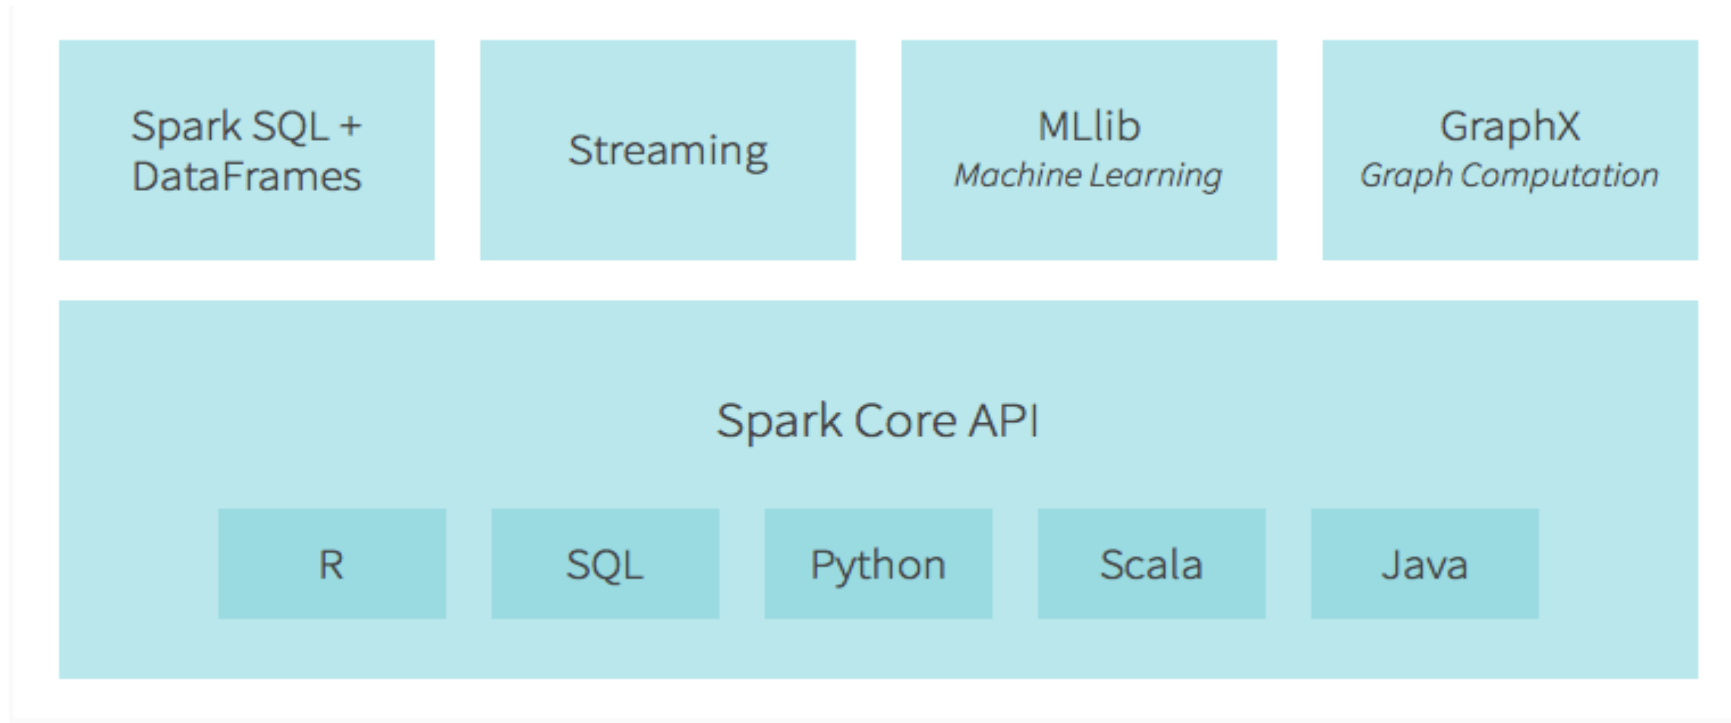 Spark SQL +
DataFrames
Streaming
MLlib
Machine Learning
GraphX
Graph Computation
Spark Core API
R
SQL
Python
Scala
Java